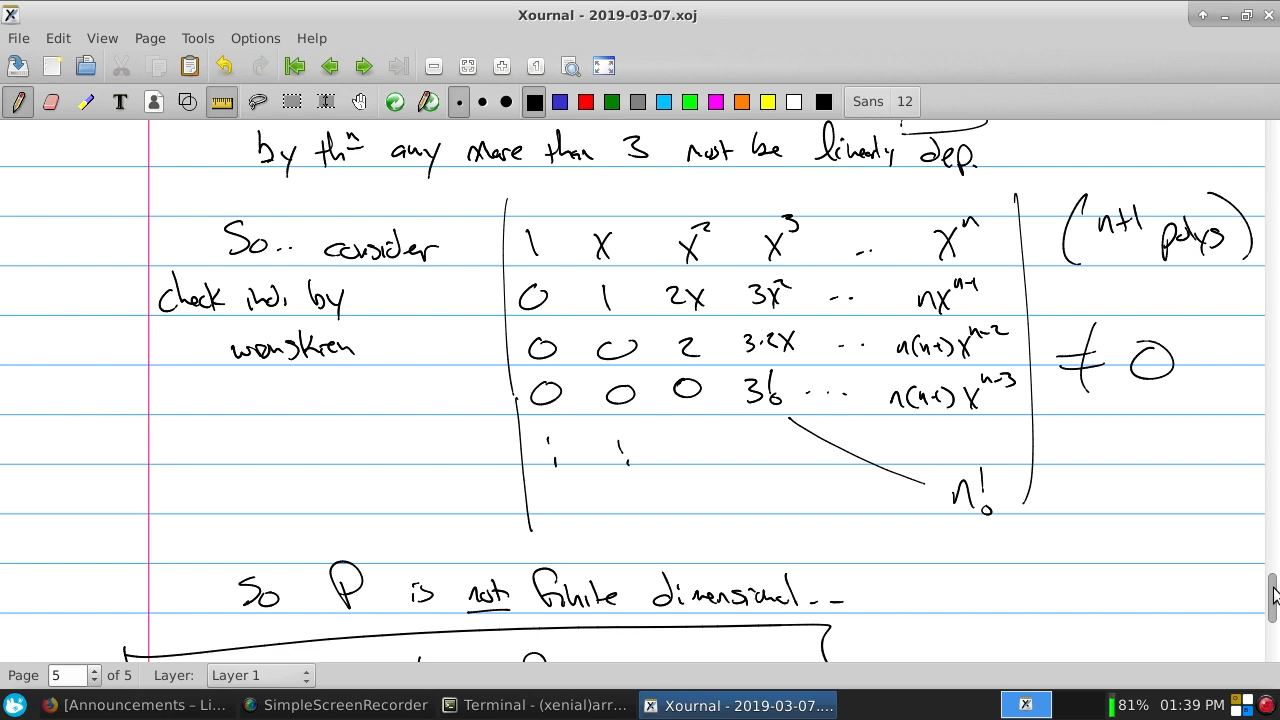 Xournal - 2019-03-07.xoj
File Edit View Page Tools Options Help
Sans 12
by thⁿ any more than 3 must be linearly dep.
So.. consider | 1 x x² x³ .. xⁿ | (n+1 polys)
check ind. by 0 1 2x 3x² .. nxⁿ⁻¹
wronskien 0 0 2 3·2x .. n(n-1)xⁿ⁻² ≠ 0
0 0 0 3! ... n(n-1)xⁿ⁻³
n!
So P is not finite dimensional..
Page 5 of 5 Layer: Layer 1
[Announcements – Li... SimpleScreenRecorder Terminal - (xenial)arr... Xournal - 2019-03-07.... 81% 01:39 PM